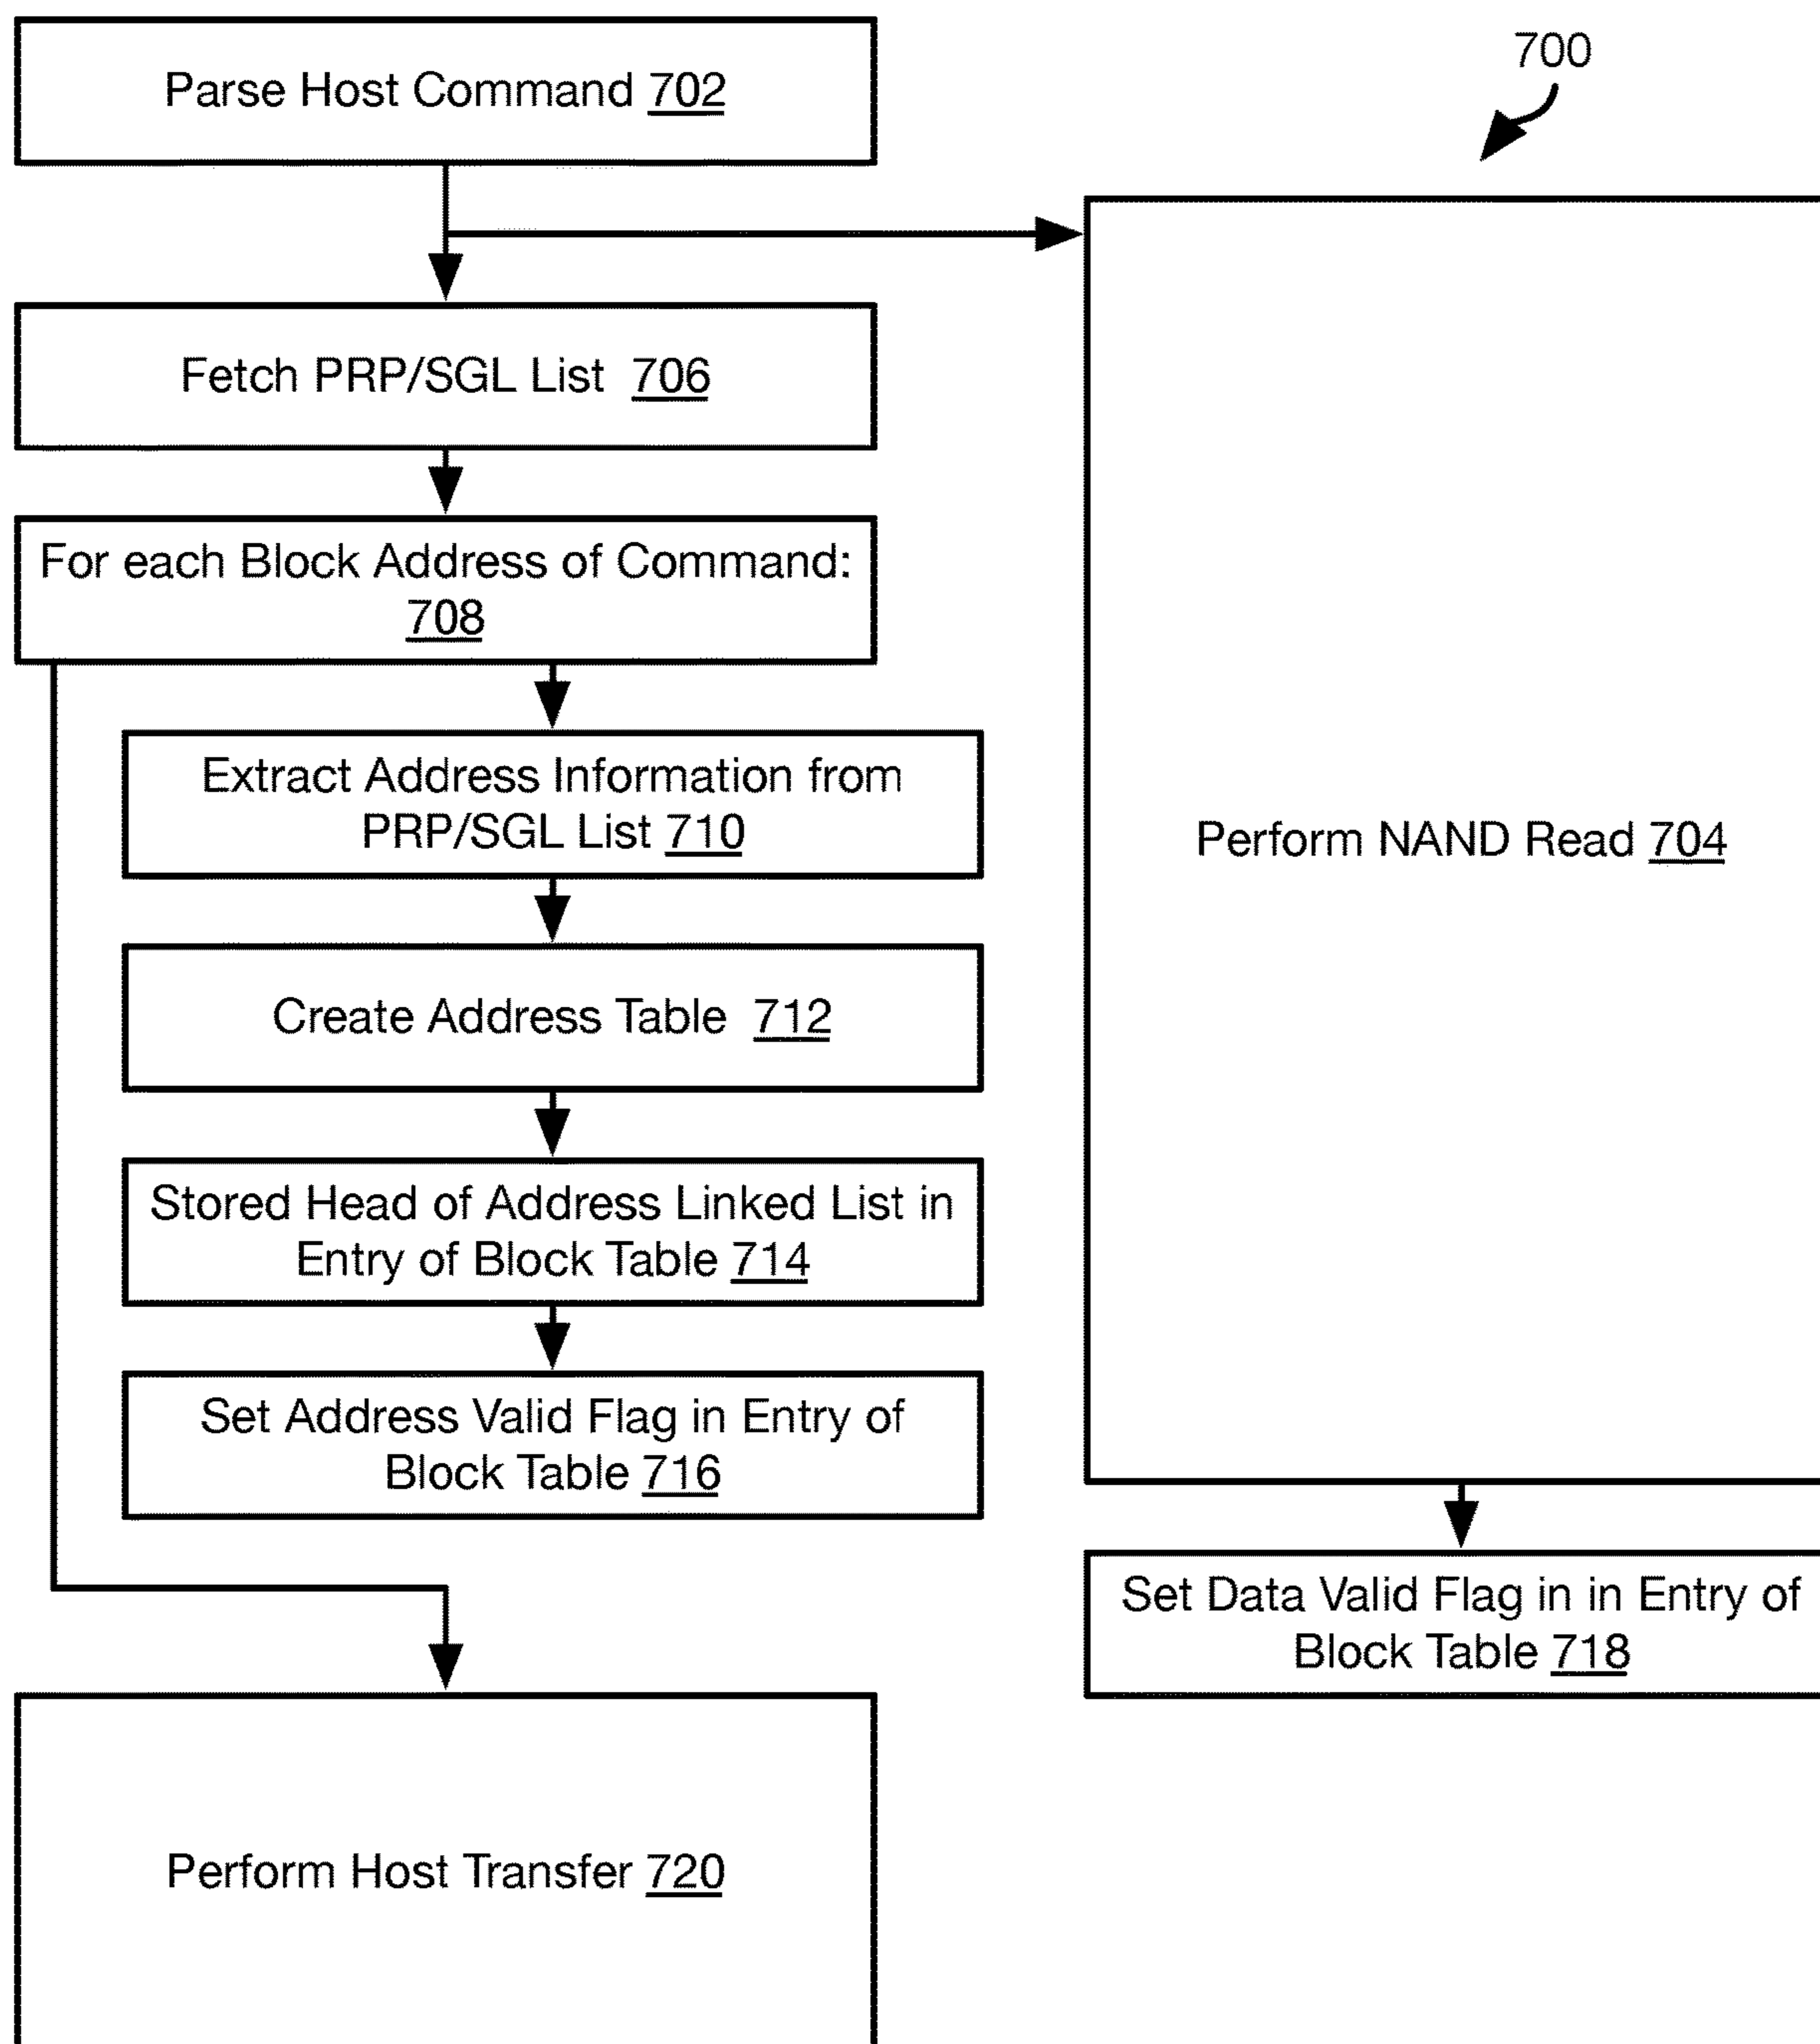 Parse Host Command 702
700
Fetch PRP/SGL List 706
For each Block Address of Command:
708
Extract Address Information from
PRP/SGL List 710
Perform NAND Read 704
Create Address Table 712
Stored Head of Address Linked List in
Entry of Block Table 714
Set Address Valid Flag in Entry of
Block Table 716
Set Data Valid Flag in in Entry of
Block Table 718
Perform Host Transfer 720